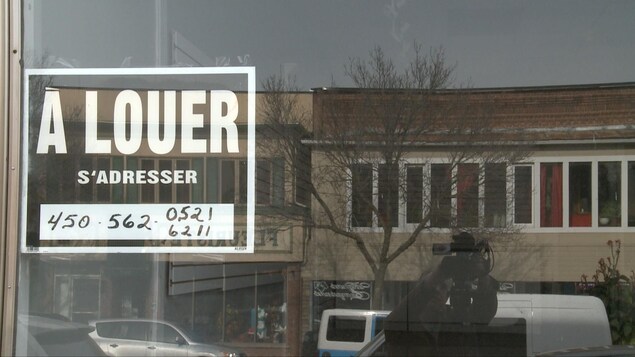 A LOUER
S'ADRESSER
450-562-0521
6211